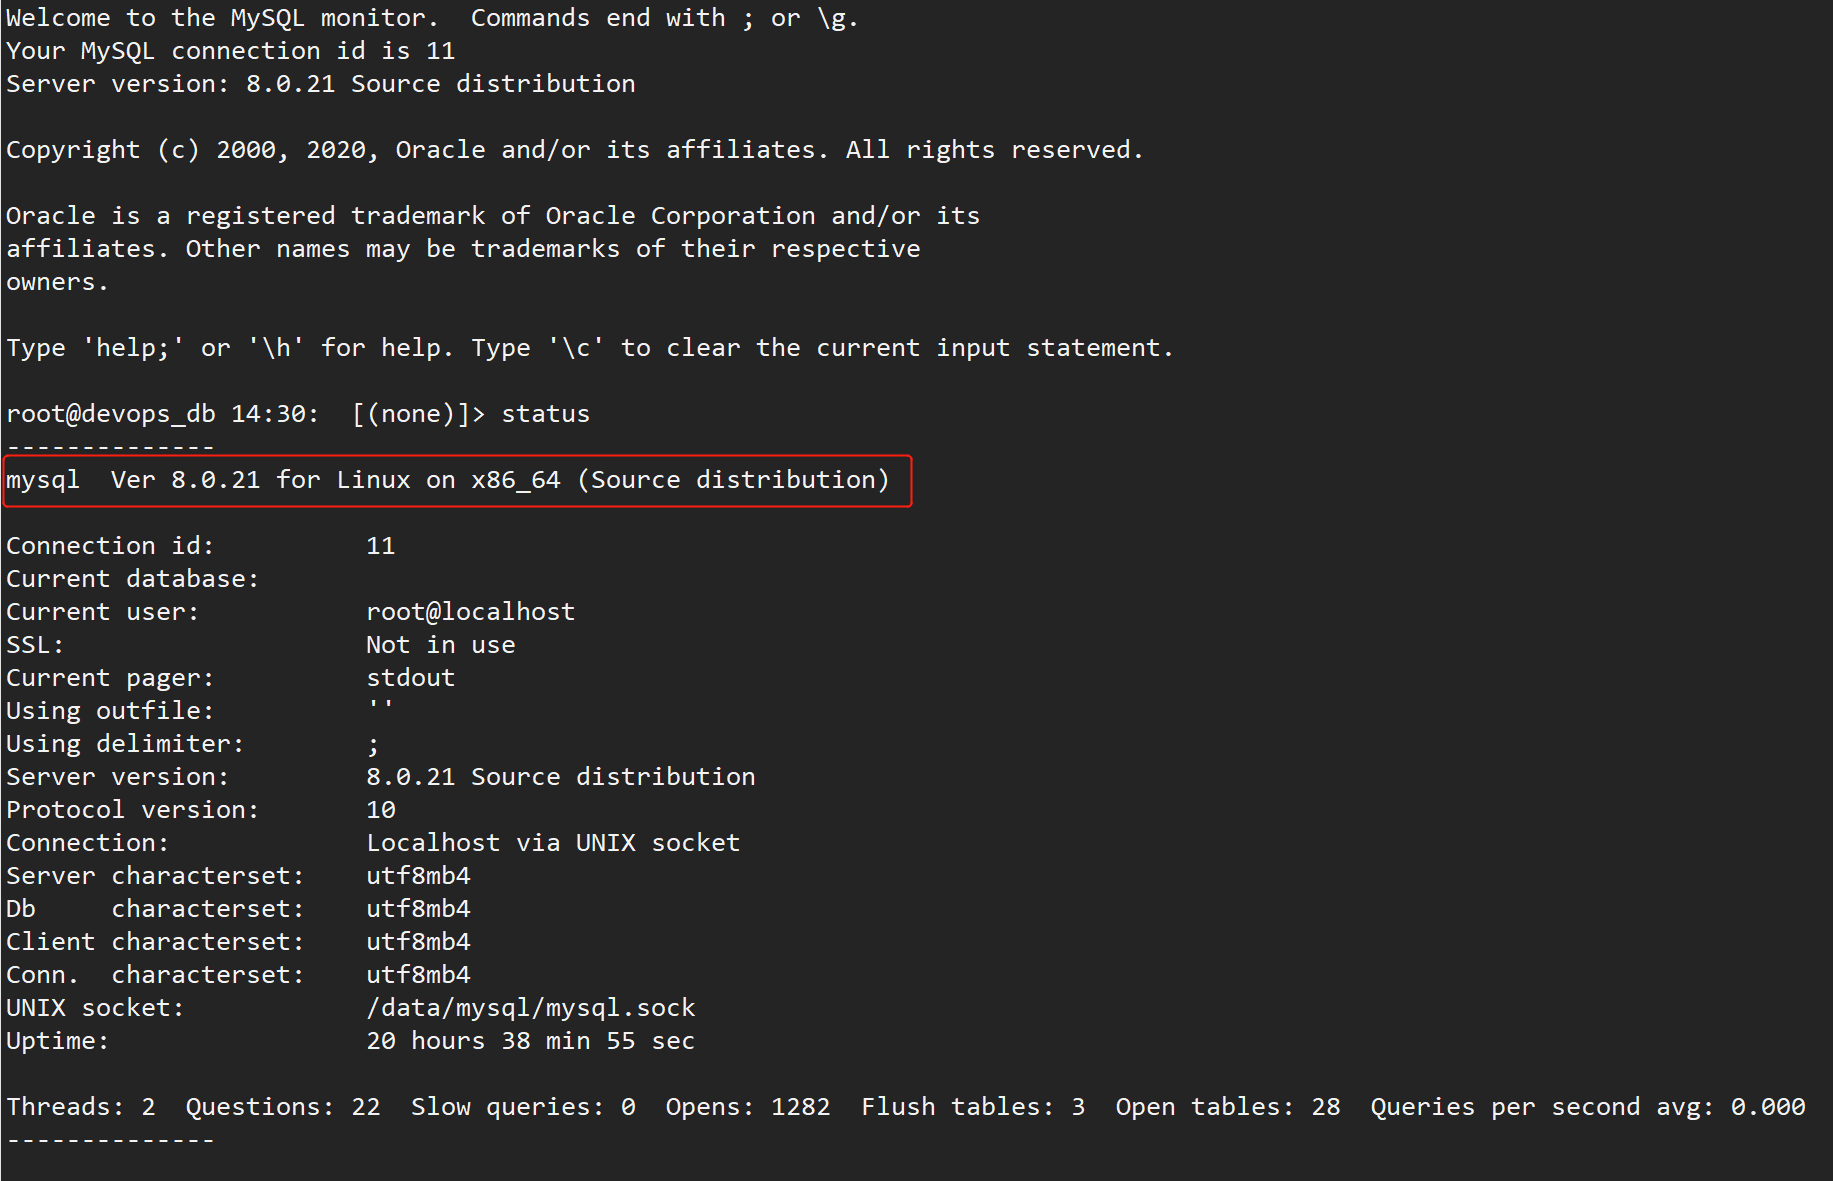 Welcome to the MySQL monitor.  Commands end with ; or \g.
Your MySQL connection id is 11
Server version: 8.0.21 Source distribution

Copyright (c) 2000, 2020, Oracle and/or its affiliates. All rights reserved.

Oracle is a registered trademark of Oracle Corporation and/or its
affiliates. Other names may be trademarks of their respective
owners.

Type 'help;' or '\h' for help. Type '\c' to clear the current input statement.

root@devops_db 14:30:  [(none)]> status
--------------
mysql  Ver 8.0.21 for Linux on x86_64 (Source distribution)

Connection id:          11
Current database:
Current user:           root@localhost
SSL:                    Not in use
Current pager:          stdout
Using outfile:          ''
Using delimiter:        ;
Server version:         8.0.21 Source distribution
Protocol version:       10
Connection:             Localhost via UNIX socket
Server characterset:    utf8mb4
Db     characterset:    utf8mb4
Client characterset:    utf8mb4
Conn.  characterset:    utf8mb4
UNIX socket:            /data/mysql/mysql.sock
Uptime:                 20 hours 38 min 55 sec

Threads: 2  Questions: 22  Slow queries: 0  Opens: 1282  Flush tables: 3  Open tables: 28  Queries per second avg: 0.000
--------------